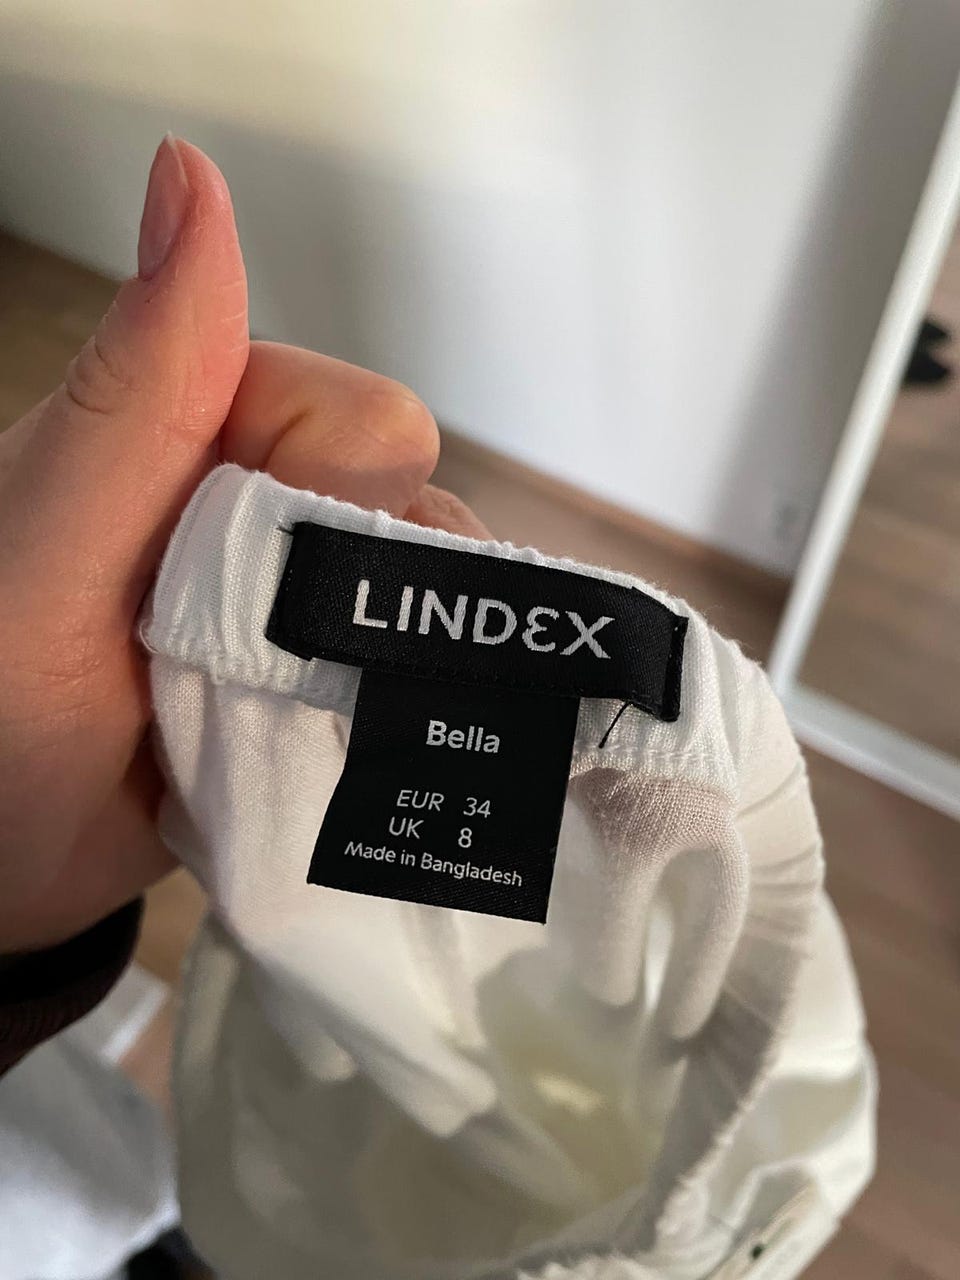 LINDEX
Bella
EUR 34
UK 8
Made in Bangladesh